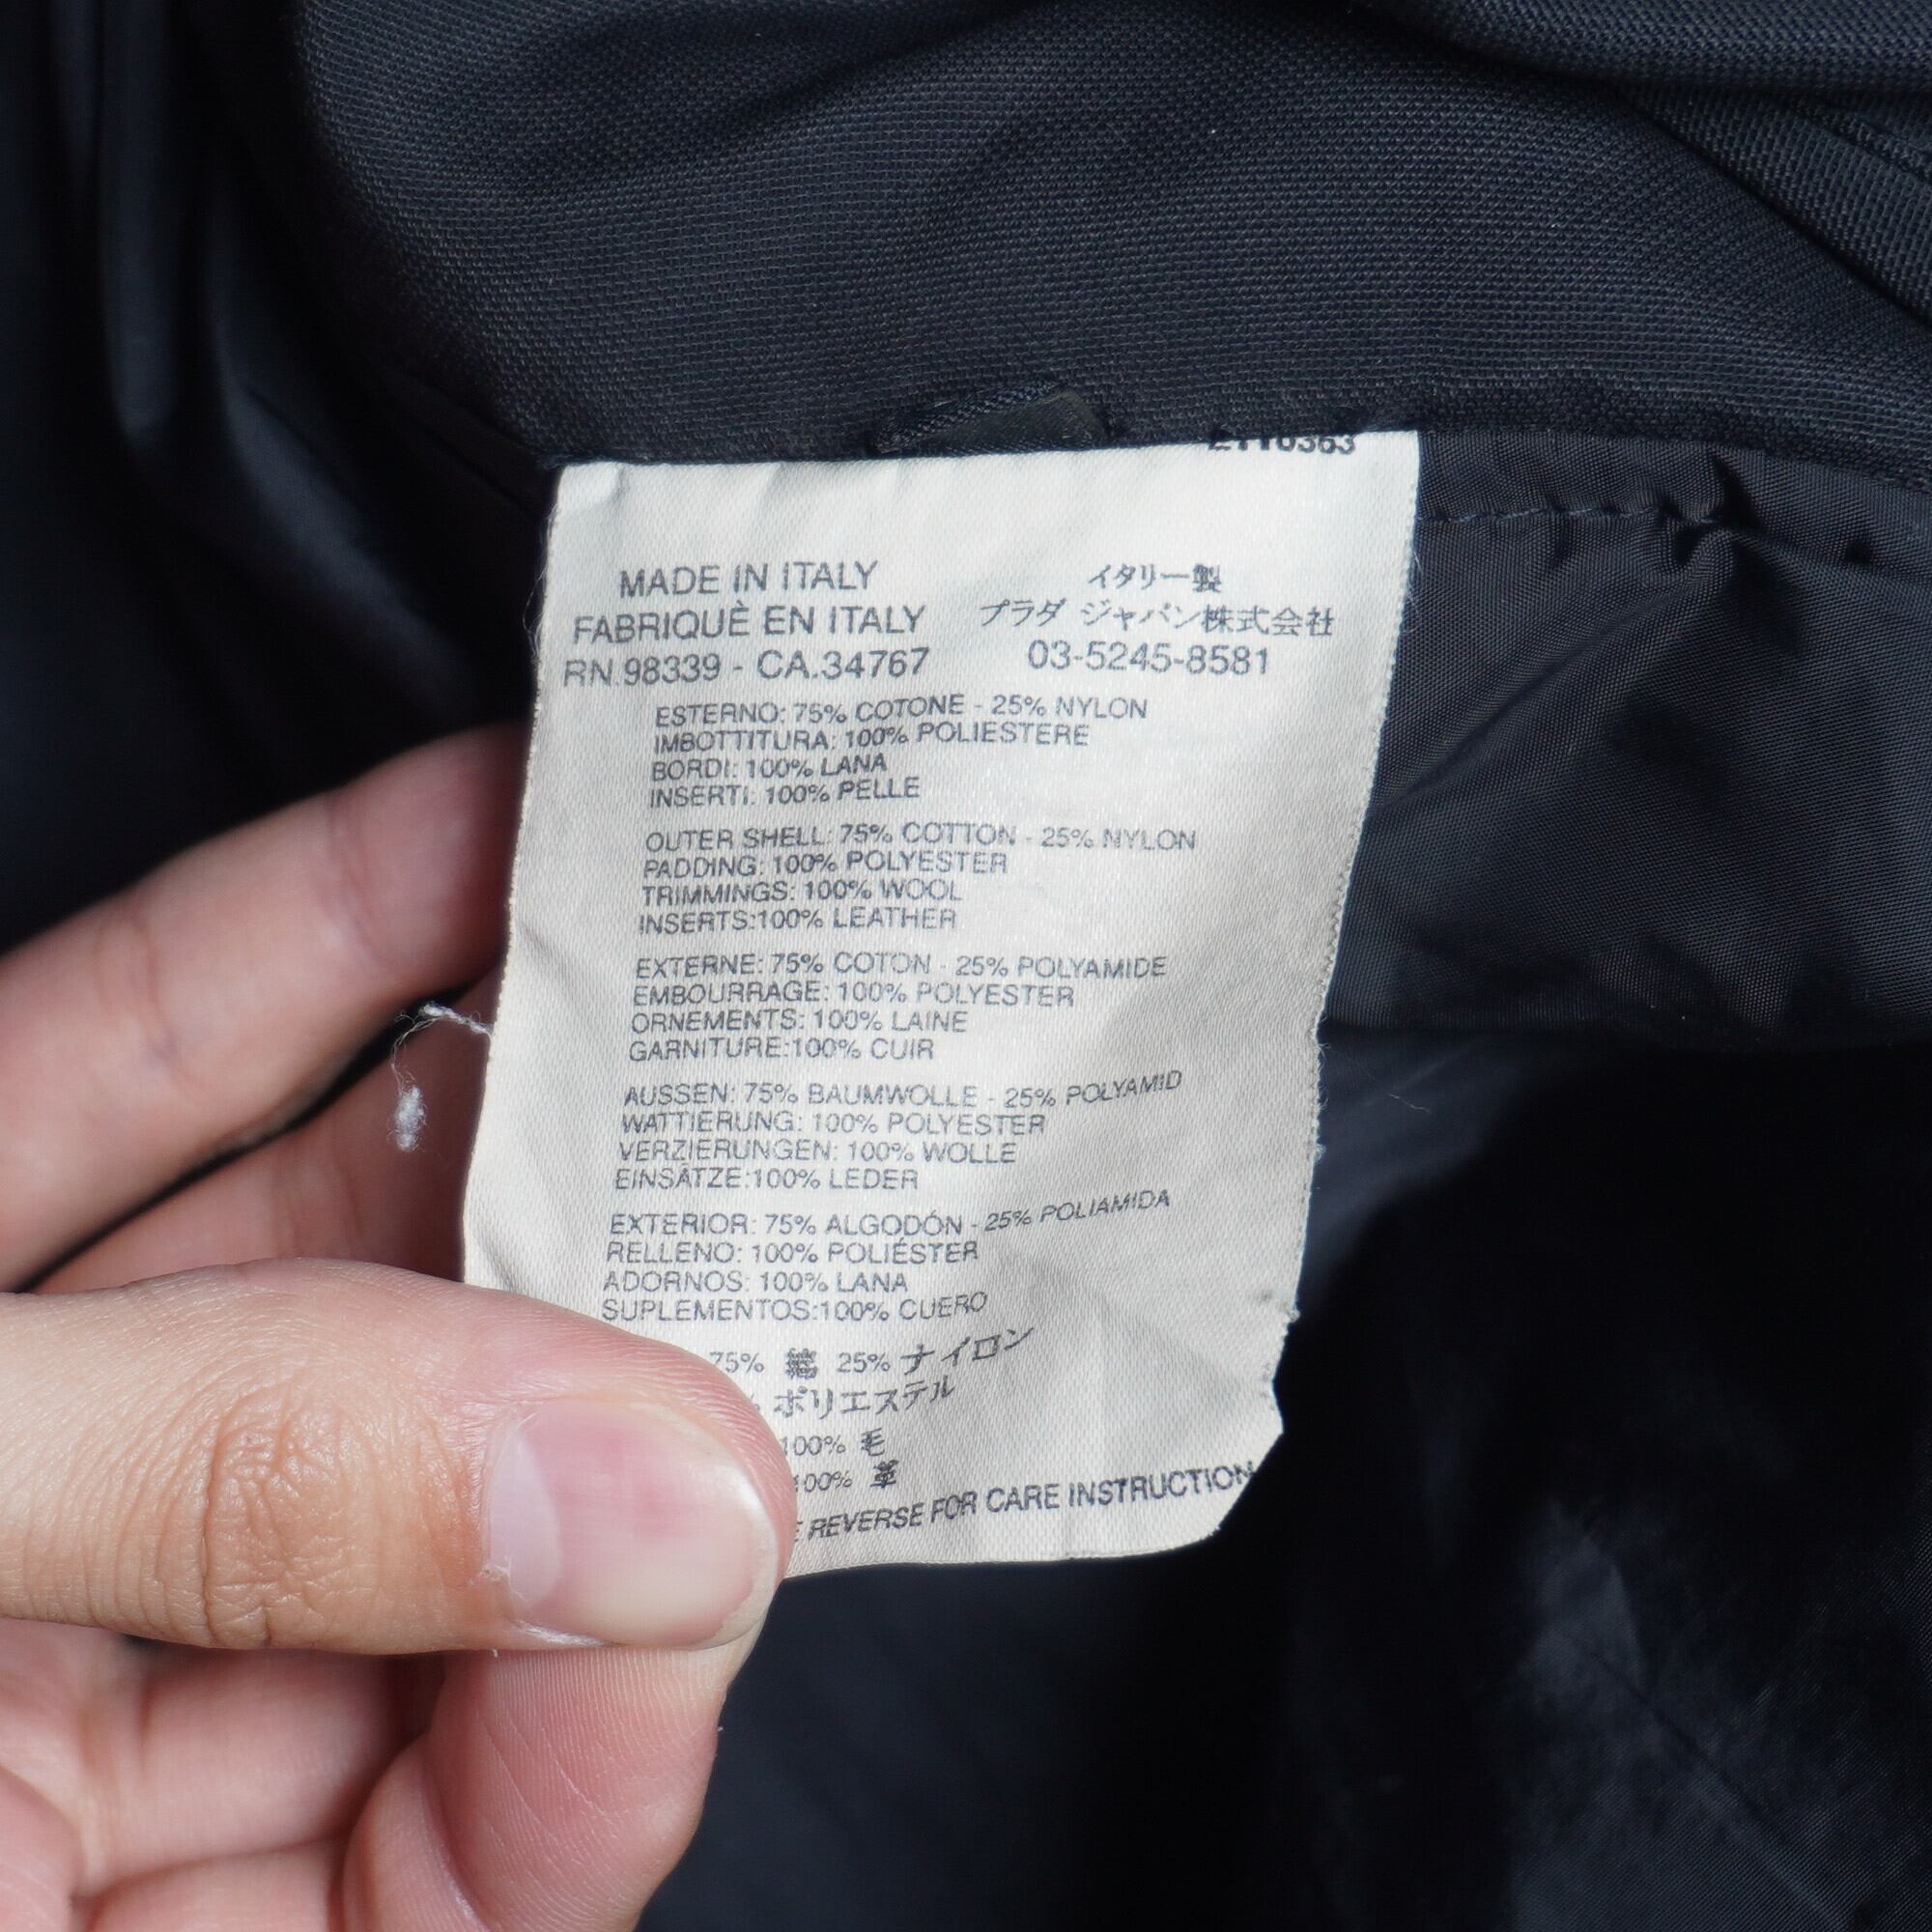 MADE IN ITALY
FABRIQUÈ EN ITALY
RN.98339 - CA.34767
イタリー製
プラダ ジャパン株式会社
03-5245-8581
ESTERNO: 75% COTONE - 25% NYLON
IMBOTTITURA: 100% POLIESTERE
BORDI: 100% LANA
INSERTI: 100% PELLE
OUTER SHELL: 75% COTTON - 25% NYLON
PADDING: 100% POLYESTER
TRIMMINGS: 100% WOOL
INSERTS:100% LEATHER
EXTERNE: 75% COTON - 25% POLYAMIDE
EMBOURRAGE: 100% POLYESTER
ORNEMENTS: 100% LAINE
GARNITURE:100% CUIR
AUSSEN: 75% BAUMWOLLE - 25% POLYAMID
WATTIERUNG: 100% POLYESTER
VERZIERUNGEN: 100% WOLLE
EINSÄTZE:100% LEDER
EXTERIOR: 75% ALGODÓN - 25% POLIAMIDA
RELLENO: 100% POLIÉSTER
ADORNOS: 100% LANA
SUPLEMENTOS:100% CUERO
75% 綿 25% ナイロン
% ポリエステル
100% 毛
100% 革
REVERSE FOR CARE INSTRUCTION